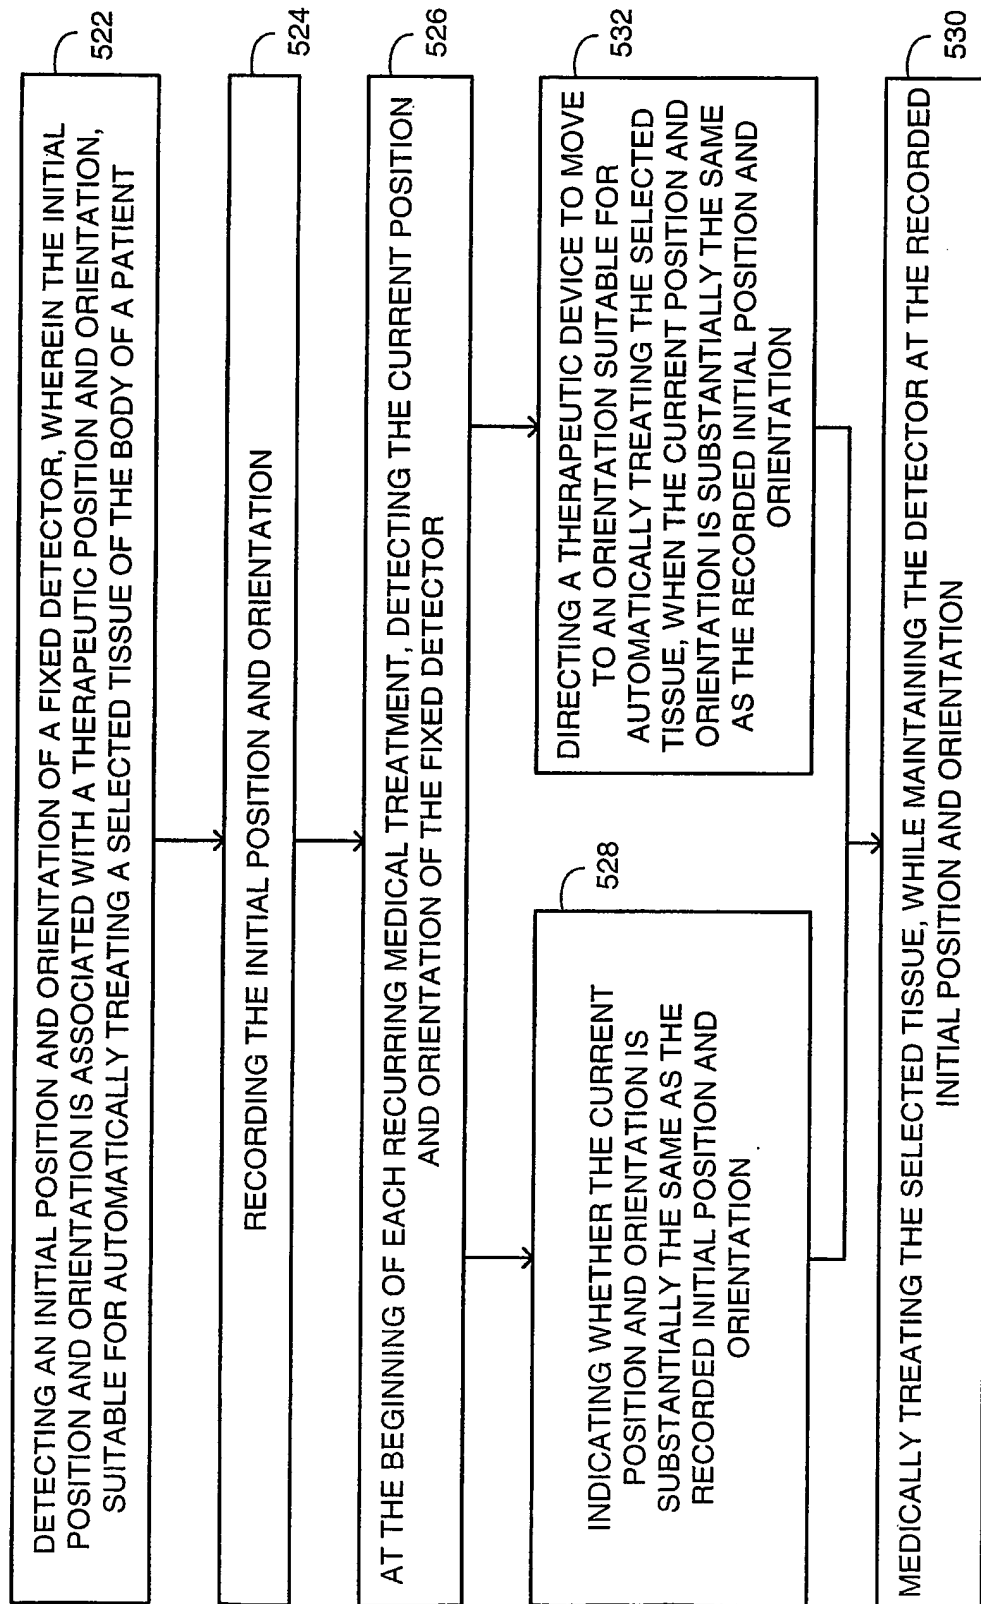 DETECTING AN INITIAL POSITION AND ORIENTATION OF A FIXED DETECTOR, WHEREIN THE INITIAL
POSITION AND ORIENTATION IS ASSOCIATED WITH A THERAPEUTIC POSITION AND ORIENTATION,
SUITABLE FOR AUTOMATICALLY TREATING A SELECTED TISSUE OF THE BODY OF A PATIENT
522
RECORDING THE INITIAL POSITION AND ORIENTATION
524
AT THE BEGINNING OF EACH RECURRING MEDICAL TREATMENT, DETECTING THE CURRENT POSITION
AND ORIENTATION OF THE FIXED DETECTOR
526
INDICATING WHETHER THE CURRENT
POSITION AND ORIENTATION IS
SUBSTANTIALLY THE SAME AS THE
RECORDED INITIAL POSITION AND
ORIENTATION
528
DIRECTING A THERAPEUTIC DEVICE TO MOVE
TO AN ORIENTATION SUITABLE FOR
AUTOMATICALLY TREATING THE SELECTED
TISSUE, WHEN THE CURRENT POSITION AND
ORIENTATION IS SUBSTANTIALLY THE SAME
AS THE RECORDED INITIAL POSITION AND
ORIENTATION
532
MEDICALLY TREATING THE SELECTED TISSUE, WHILE MAINTAINING THE DETECTOR AT THE RECORDED
INITIAL POSITION AND ORIENTATION
530